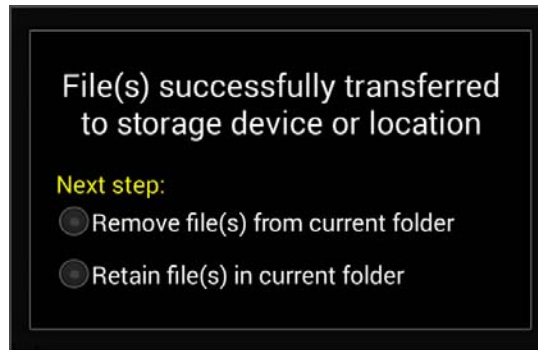 File(s) successfully transferred
to storage device or location
Next step:
Remove file(s) from current folder
Retain file(s) in current folder